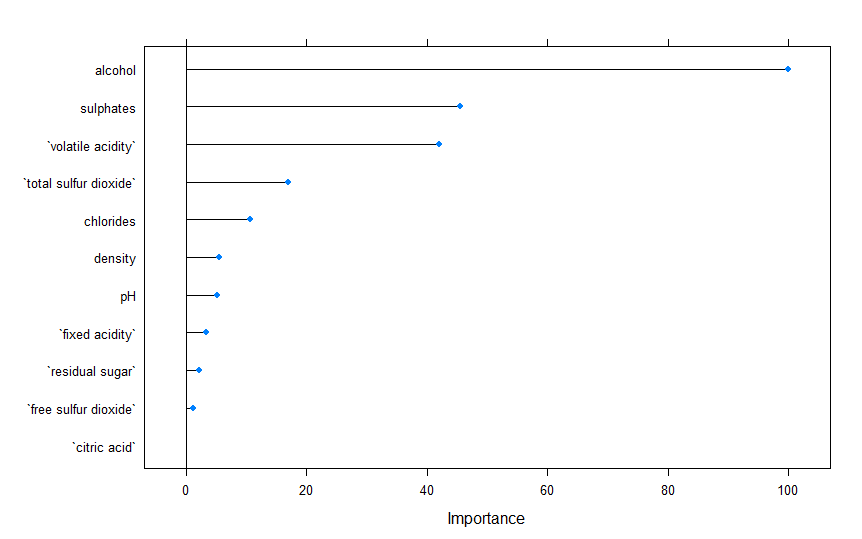 alcohol
sulphates
`volatile acidity`
`total sulfur dioxide`
chlorides
density
pH
`fixed acidity`
`residual sugar`
`free sulfur dioxide`
`citric acid`
0 20 40 60 80 100
Importance